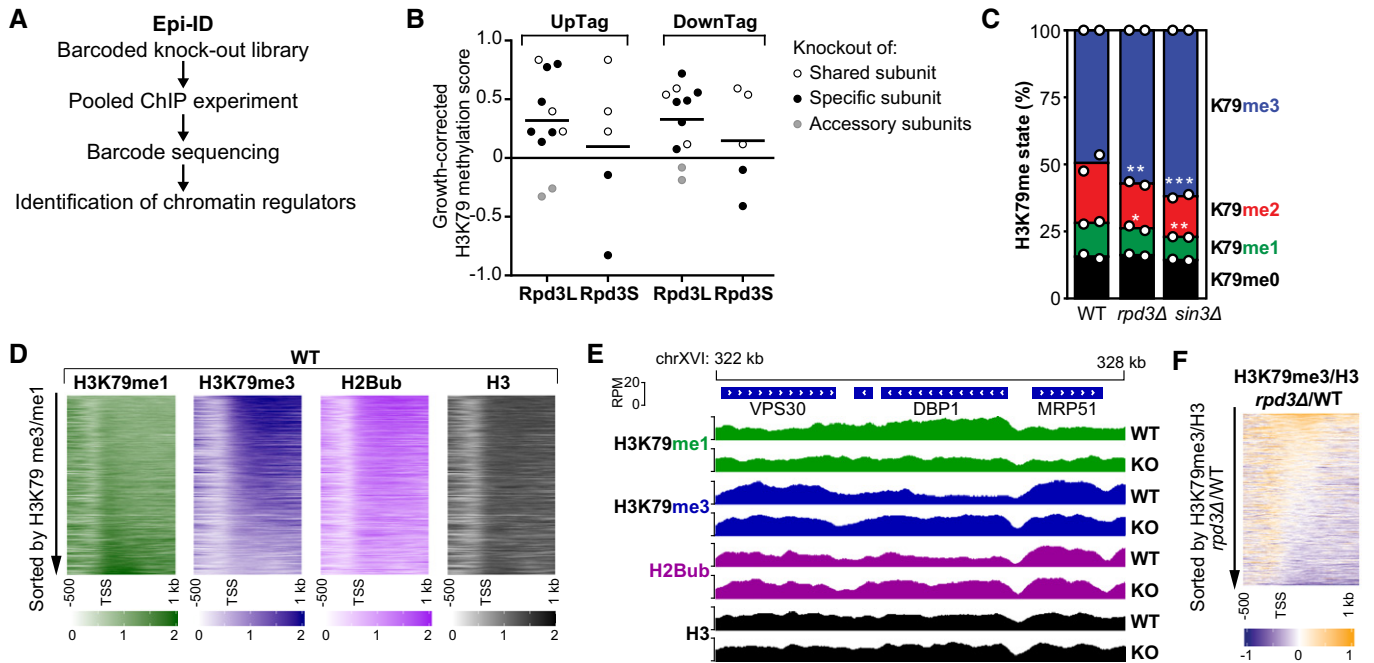 A
Epi-ID
Barcoded knock-out library
Pooled ChIP experiment
Barcode sequencing
Identification of chromatin regulators
B
UpTag
DownTag
Growth-corrected
H3K79 methylation score
1.0
0.5
0
-0.5
-1.0
Rpd3L
Rpd3S
Rpd3L
Rpd3S
Knockout of:
Shared subunit
Specific subunit
Accessory subunits
C
H3K79me state (%)
100
75
50
25
0
**
*
***
**
WT
rpd3Δ
sin3Δ
K79me3
K79me2
K79me1
K79me0
D
WT
H3K79me1
H3K79me3
H2Bub
H3
Sorted by H3K79 me3/me1
-500
TSS
1 kb
-500
TSS
1 kb
-500
TSS
1 kb
-500
TSS
1 kb
0 1 2
0 1 2
0 1 2
0 1 2
E
chrXVI: 322 kb
328 kb
RPM
20
0
VPS30
DBP1
MRP51
H3K79me1
WT
KO
H3K79me3
WT
KO
H2Bub
WT
KO
H3
WT
KO
F
H3K79me3/H3
rpd3Δ/WT
Sorted by H3K79me3/H3
rpd3Δ/WT
-500
TSS
1 kb
-1 0 1